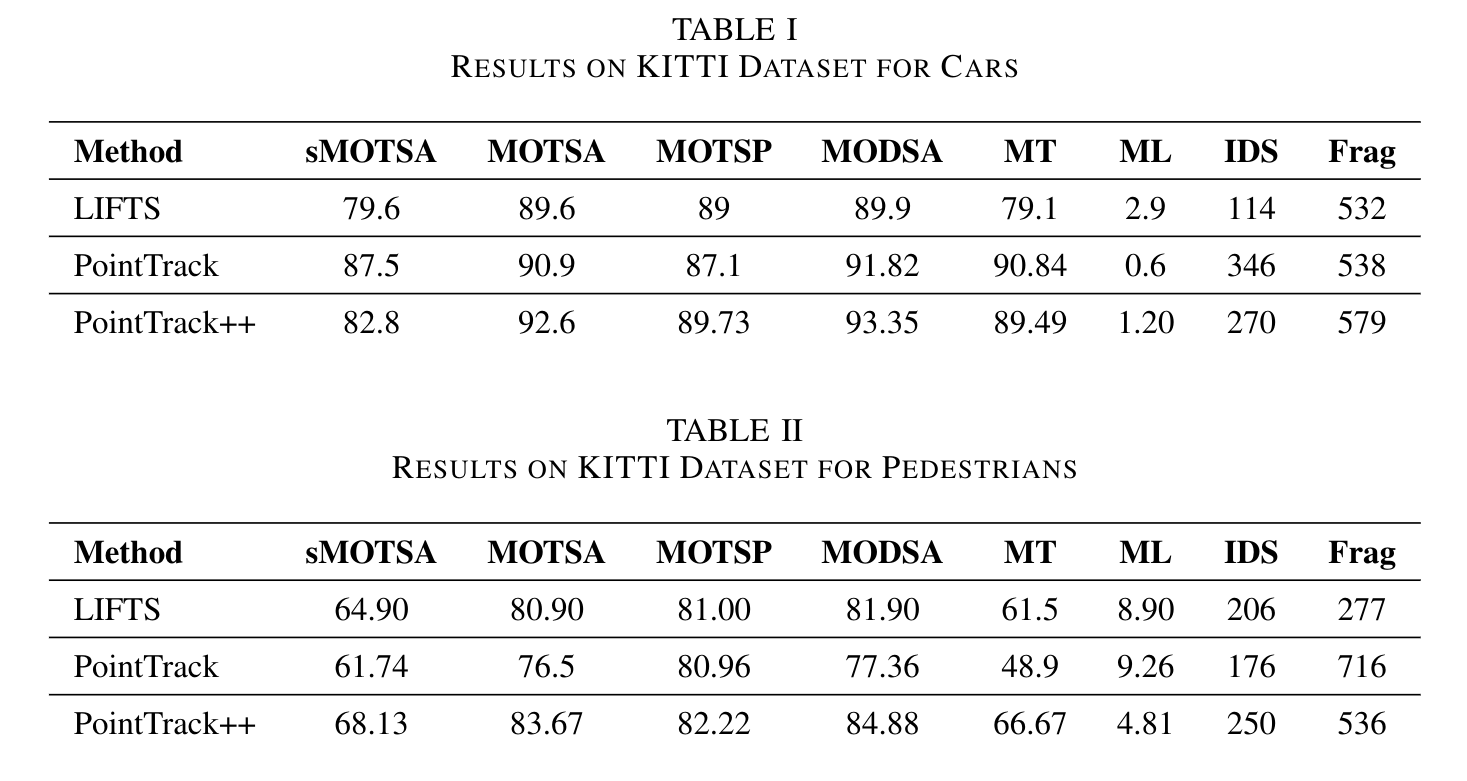 TABLE I
RESULTS ON KITTI DATASET FOR CARS
Method sMOTSA MOTSA MOTSP MODSA MT ML IDS Frag
LIFTS 79.6 89.6 89 89.9 79.1 2.9 114 532
PointTrack 87.5 90.9 87.1 91.82 90.84 0.6 346 538
PointTrack++ 82.8 92.6 89.73 93.35 89.49 1.20 270 579
TABLE II
RESULTS ON KITTI DATASET FOR PEDESTRIANS
Method sMOTSA MOTSA MOTSP MODSA MT ML IDS Frag
LIFTS 64.90 80.90 81.00 81.90 61.5 8.90 206 277
PointTrack 61.74 76.5 80.96 77.36 48.9 9.26 176 716
PointTrack++ 68.13 83.67 82.22 84.88 66.67 4.81 250 536